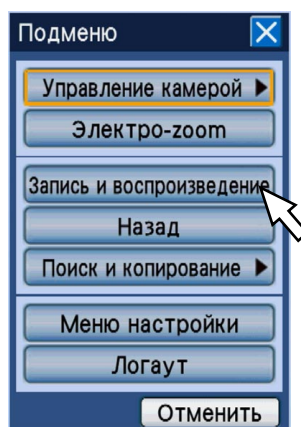 Подменю
Управление камерой
Электро-zoom
Запись и воспроизведение
Назад
Поиск и копирование
Меню настройки
Логаут
Отменить